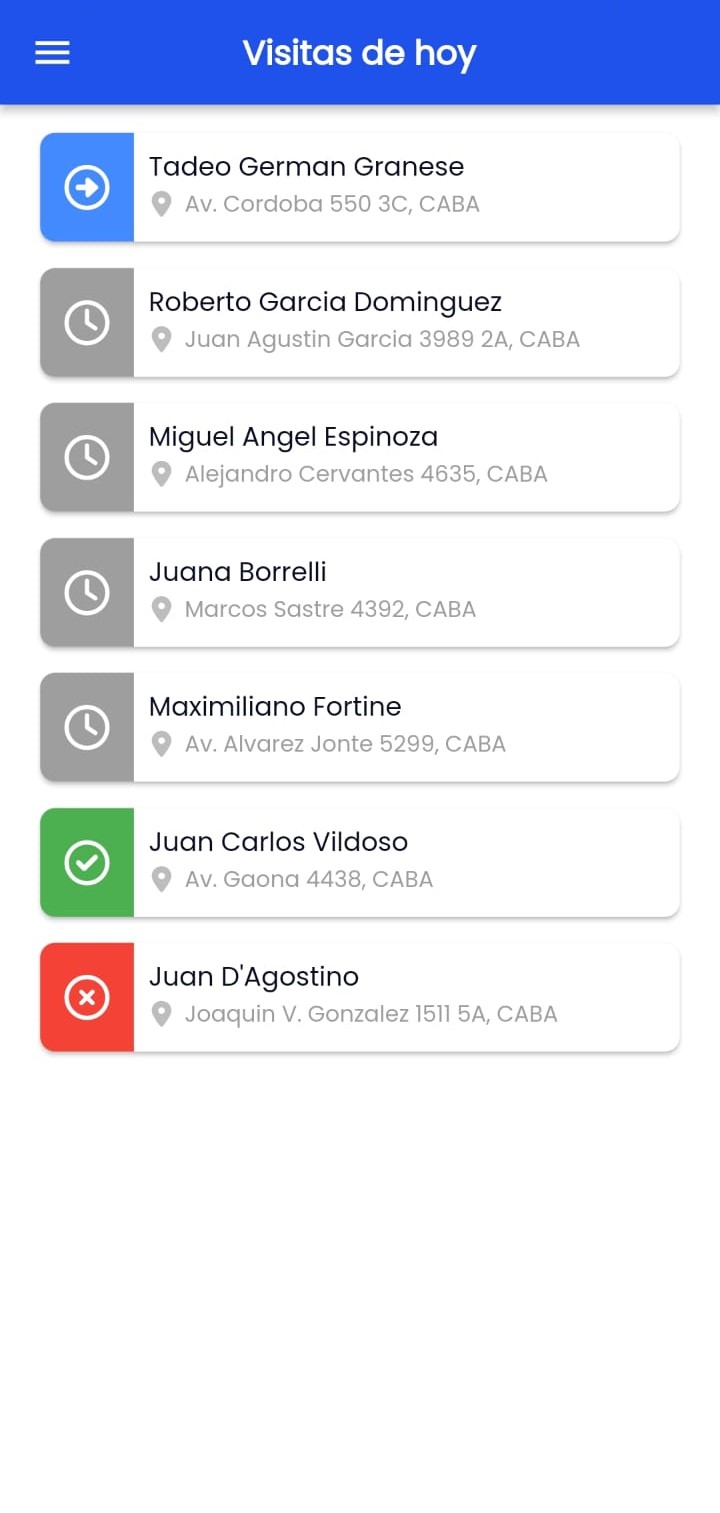 Visitas de hoy
Tadeo German Granese
Av. Cordoba 550 3C, CABA
Roberto Garcia Dominguez
Juan Agustin Garcia 3989 2A, CABA
Miguel Angel Espinoza
Alejandro Cervantes 4635, CABA
Juana Borrelli
Marcos Sastre 4392, CABA
Maximiliano Fortine
Av. Alvarez Jonte 5299, CABA
Juan Carlos Vildoso
Av. Gaona 4438, CABA
Juan D'Agostino
Joaquin V. Gonzalez 1511 5A, CABA